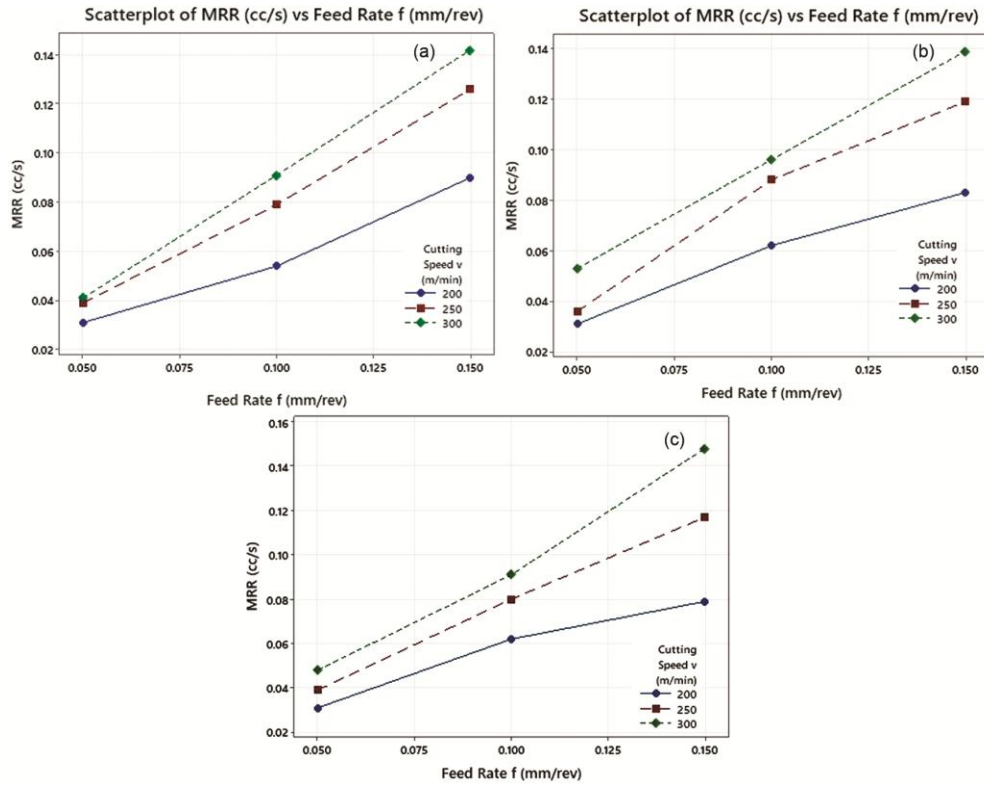 Scatterplot of MRR (cc/s) vs Feed Rate f (mm/rev)
(a)
0.14
0.12
0.10
0.08
0.06
0.04
0.02
MRR (cc/s)
Cutting
Speed v
(m/min)
200
250
300
0.050 0.075 0.100 0.125 0.150
Feed Rate f (mm/rev)
Scatterplot of MRR (cc/s) vs Feed Rate f (mm/rev)
(b)
0.14
0.12
0.10
0.08
0.06
0.04
0.02
MRR (cc/s)
Cutting
Speed v
(m/min)
200
250
300
0.050 0.075 0.100 0.125 0.150
Feed Rate f (mm/rev)
(c)
0.16
0.14
0.12
0.10
0.08
0.06
0.04
0.02
MRR (cc/s)
Cutting
Speed v
(m/min)
200
250
300
0.050 0.075 0.100 0.125 0.150
Feed Rate f (mm/rev)